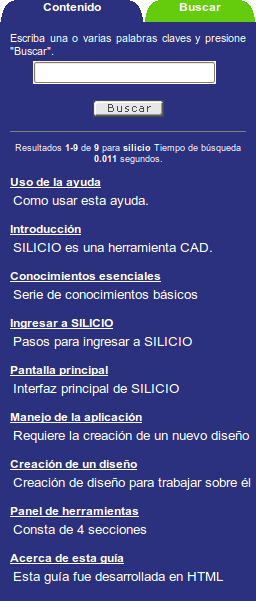 Contenido
Buscar
Escriba una o varias palabras claves y presione
"Buscar".
Buscar
Resultados 1-9 de 9 para silicio Tiempo de búsqueda
0.011 segundos.
Uso de la ayuda
Como usar esta ayuda.
Introducción
SILICIO es una herramienta CAD.
Conocimientos esenciales
Serie de conocimientos básicos
Ingresar a SILICIO
Pasos para ingresar a SILICIO
Pantalla principal
Interfaz principal de SILICIO
Manejo de la aplicación
Requiere la creación de un nuevo diseño
Creación de un diseño
Creación de diseño para trabajar sobre él
Panel de herramientas
Consta de 4 secciones
Acerca de esta guía
Esta guía fue desarrollada en HTML